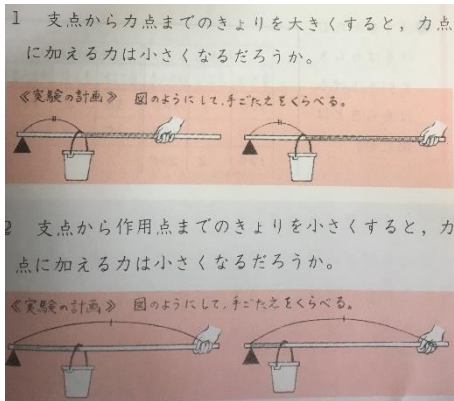 1 支点から力点までのきょりを大きくすると，力点
に加える力は小さくなるだろうか。
《実験の計画》 図のようにして，手ごたえをくらべる。
2 支点から作用点までのきょりを小さくすると，力
点に加える力は小さくなるだろうか。
《実験の計画》 図のようにして，手ごたえをくらべる。